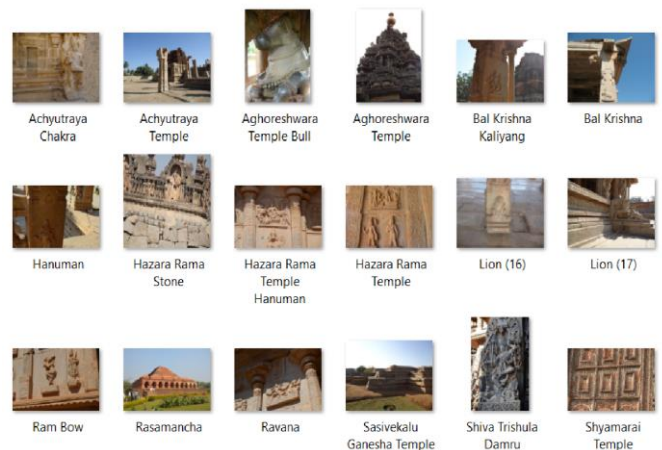 Achyutraya
Chakra
Achyutraya
Temple
Aghoreshwara
Temple Bull
Aghoreshwara
Temple
Bal Krishna
Kaliyang
Bal Krishna
Hanuman
Hazara Rama
Stone
Hazara Rama
Temple
Hanuman
Hazara Rama
Temple
Lion (16)
Lion (17)
Ram Bow
Rasamancha
Ravana
Sasivekalu
Ganesha Temple
Shiva Trishula
Damru
Shyamarai
Temple